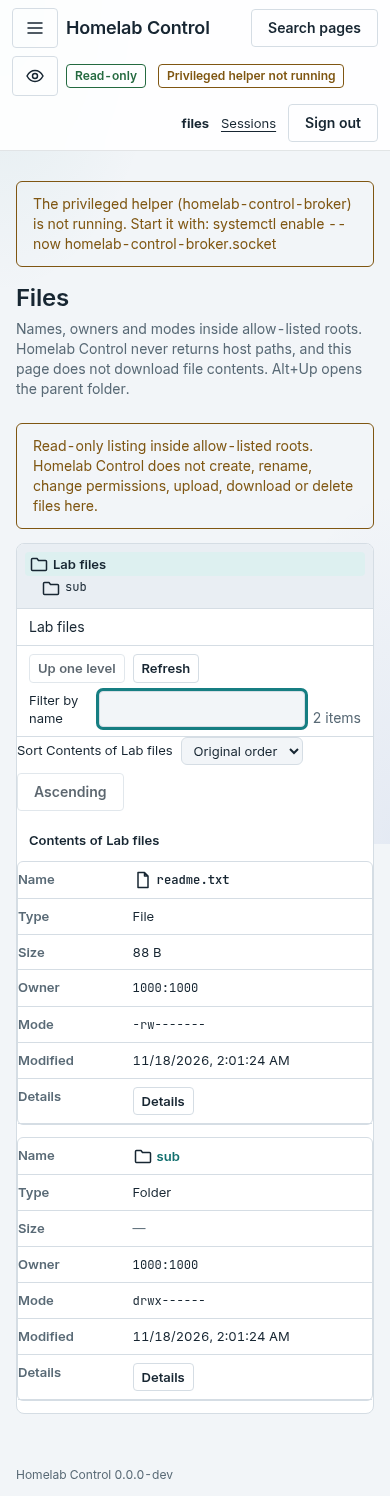 Homelab Control
Search pages
Read-only
Privileged helper not running
files
Sessions
Sign out
The privileged helper (homelab-control-broker)
is not running. Start it with: systemctl enable --
now homelab-control-broker.socket
Files
Names, owners and modes inside allow-listed roots.
Homelab Control never returns host paths, and this
page does not download file contents. Alt+Up opens
the parent folder.
Read-only listing inside allow-listed roots.
Homelab Control does not create, rename,
change permissions, upload, download or delete
files here.
Lab files
sub
Lab files
Up one level
Refresh
Filter by
name
2 items
Sort Contents of Lab files
Original order
Ascending
Contents of Lab files
Name readme.txt
Type File
Size 88 B
Owner 1000:1000
Mode -rw-------
Modified 11/18/2026, 2:01:24 AM
Details Details
Name sub
Type Folder
Size —
Owner 1000:1000
Mode drwx------
Modified 11/18/2026, 2:01:24 AM
Details Details
Homelab Control 0.0.0-dev